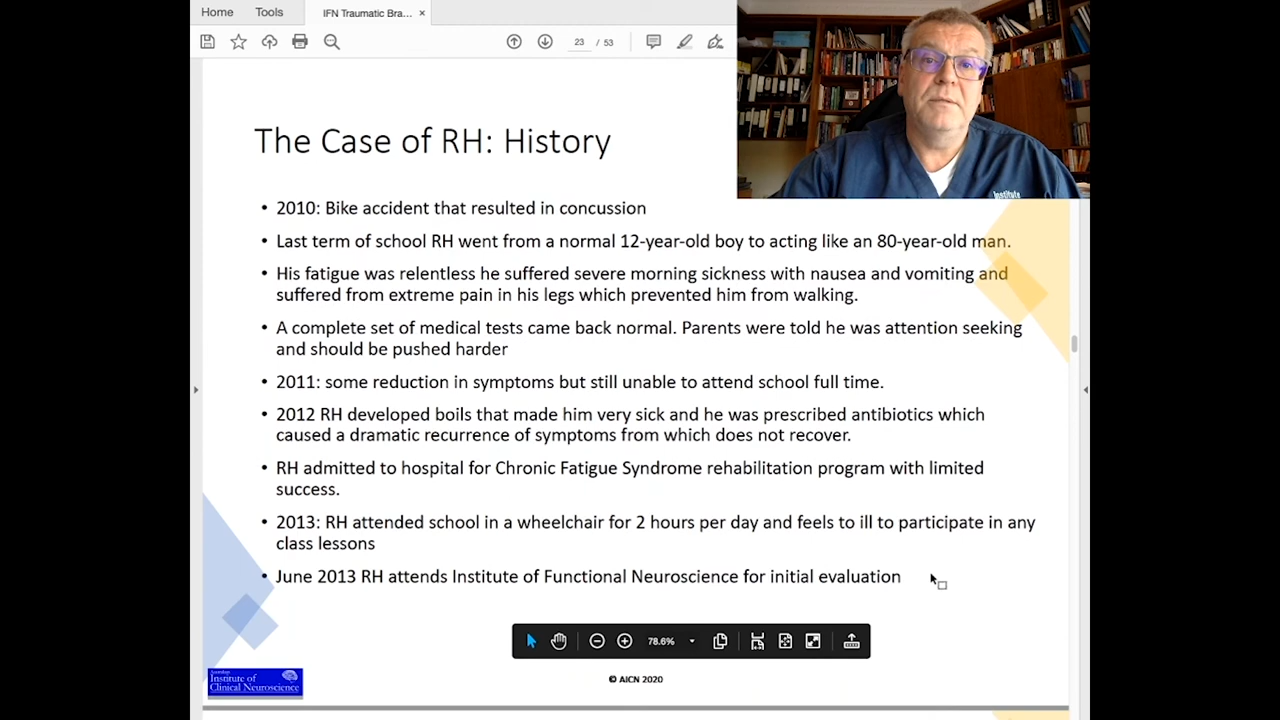 Home
Tools
IFN Traumatic Bra...
×
23 / 53
The Case of RH: History
• 2010: Bike accident that resulted in concussion
• Last term of school RH went from a normal 12-year-old boy to acting like an 80-year-old man.
• His fatigue was relentless he suffered severe morning sickness with nausea and vomiting and
suffered from extreme pain in his legs which prevented him from walking.
• A complete set of medical tests came back normal. Parents were told he was attention seeking
and should be pushed harder
• 2011: some reduction in symptoms but still unable to attend school full time.
• 2012 RH developed boils that made him very sick and he was prescribed antibiotics which
caused a dramatic recurrence of symptoms from which does not recover.
• RH admitted to hospital for Chronic Fatigue Syndrome rehabilitation program with limited
success.
• 2013: RH attended school in a wheelchair for 2 hours per day and feels to ill to participate in any
class lessons
• June 2013 RH attends Institute of Functional Neuroscience for initial evaluation
78.6%
Institute of
Clinical Neuroscience
© AICN 2020
Institute